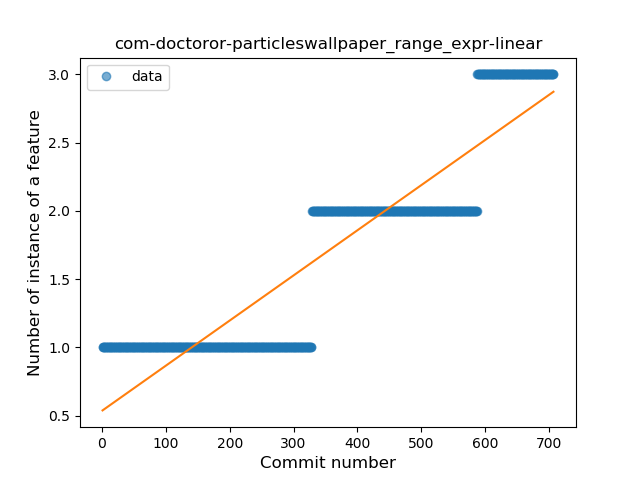 com-doctoror-particleswallpaper_range_expr-linear
data
3.0
2.5
2.0
1.5
1.0
0.5
Number of instance of a feature
0 100 200 300 400 500 600 700
Commit number